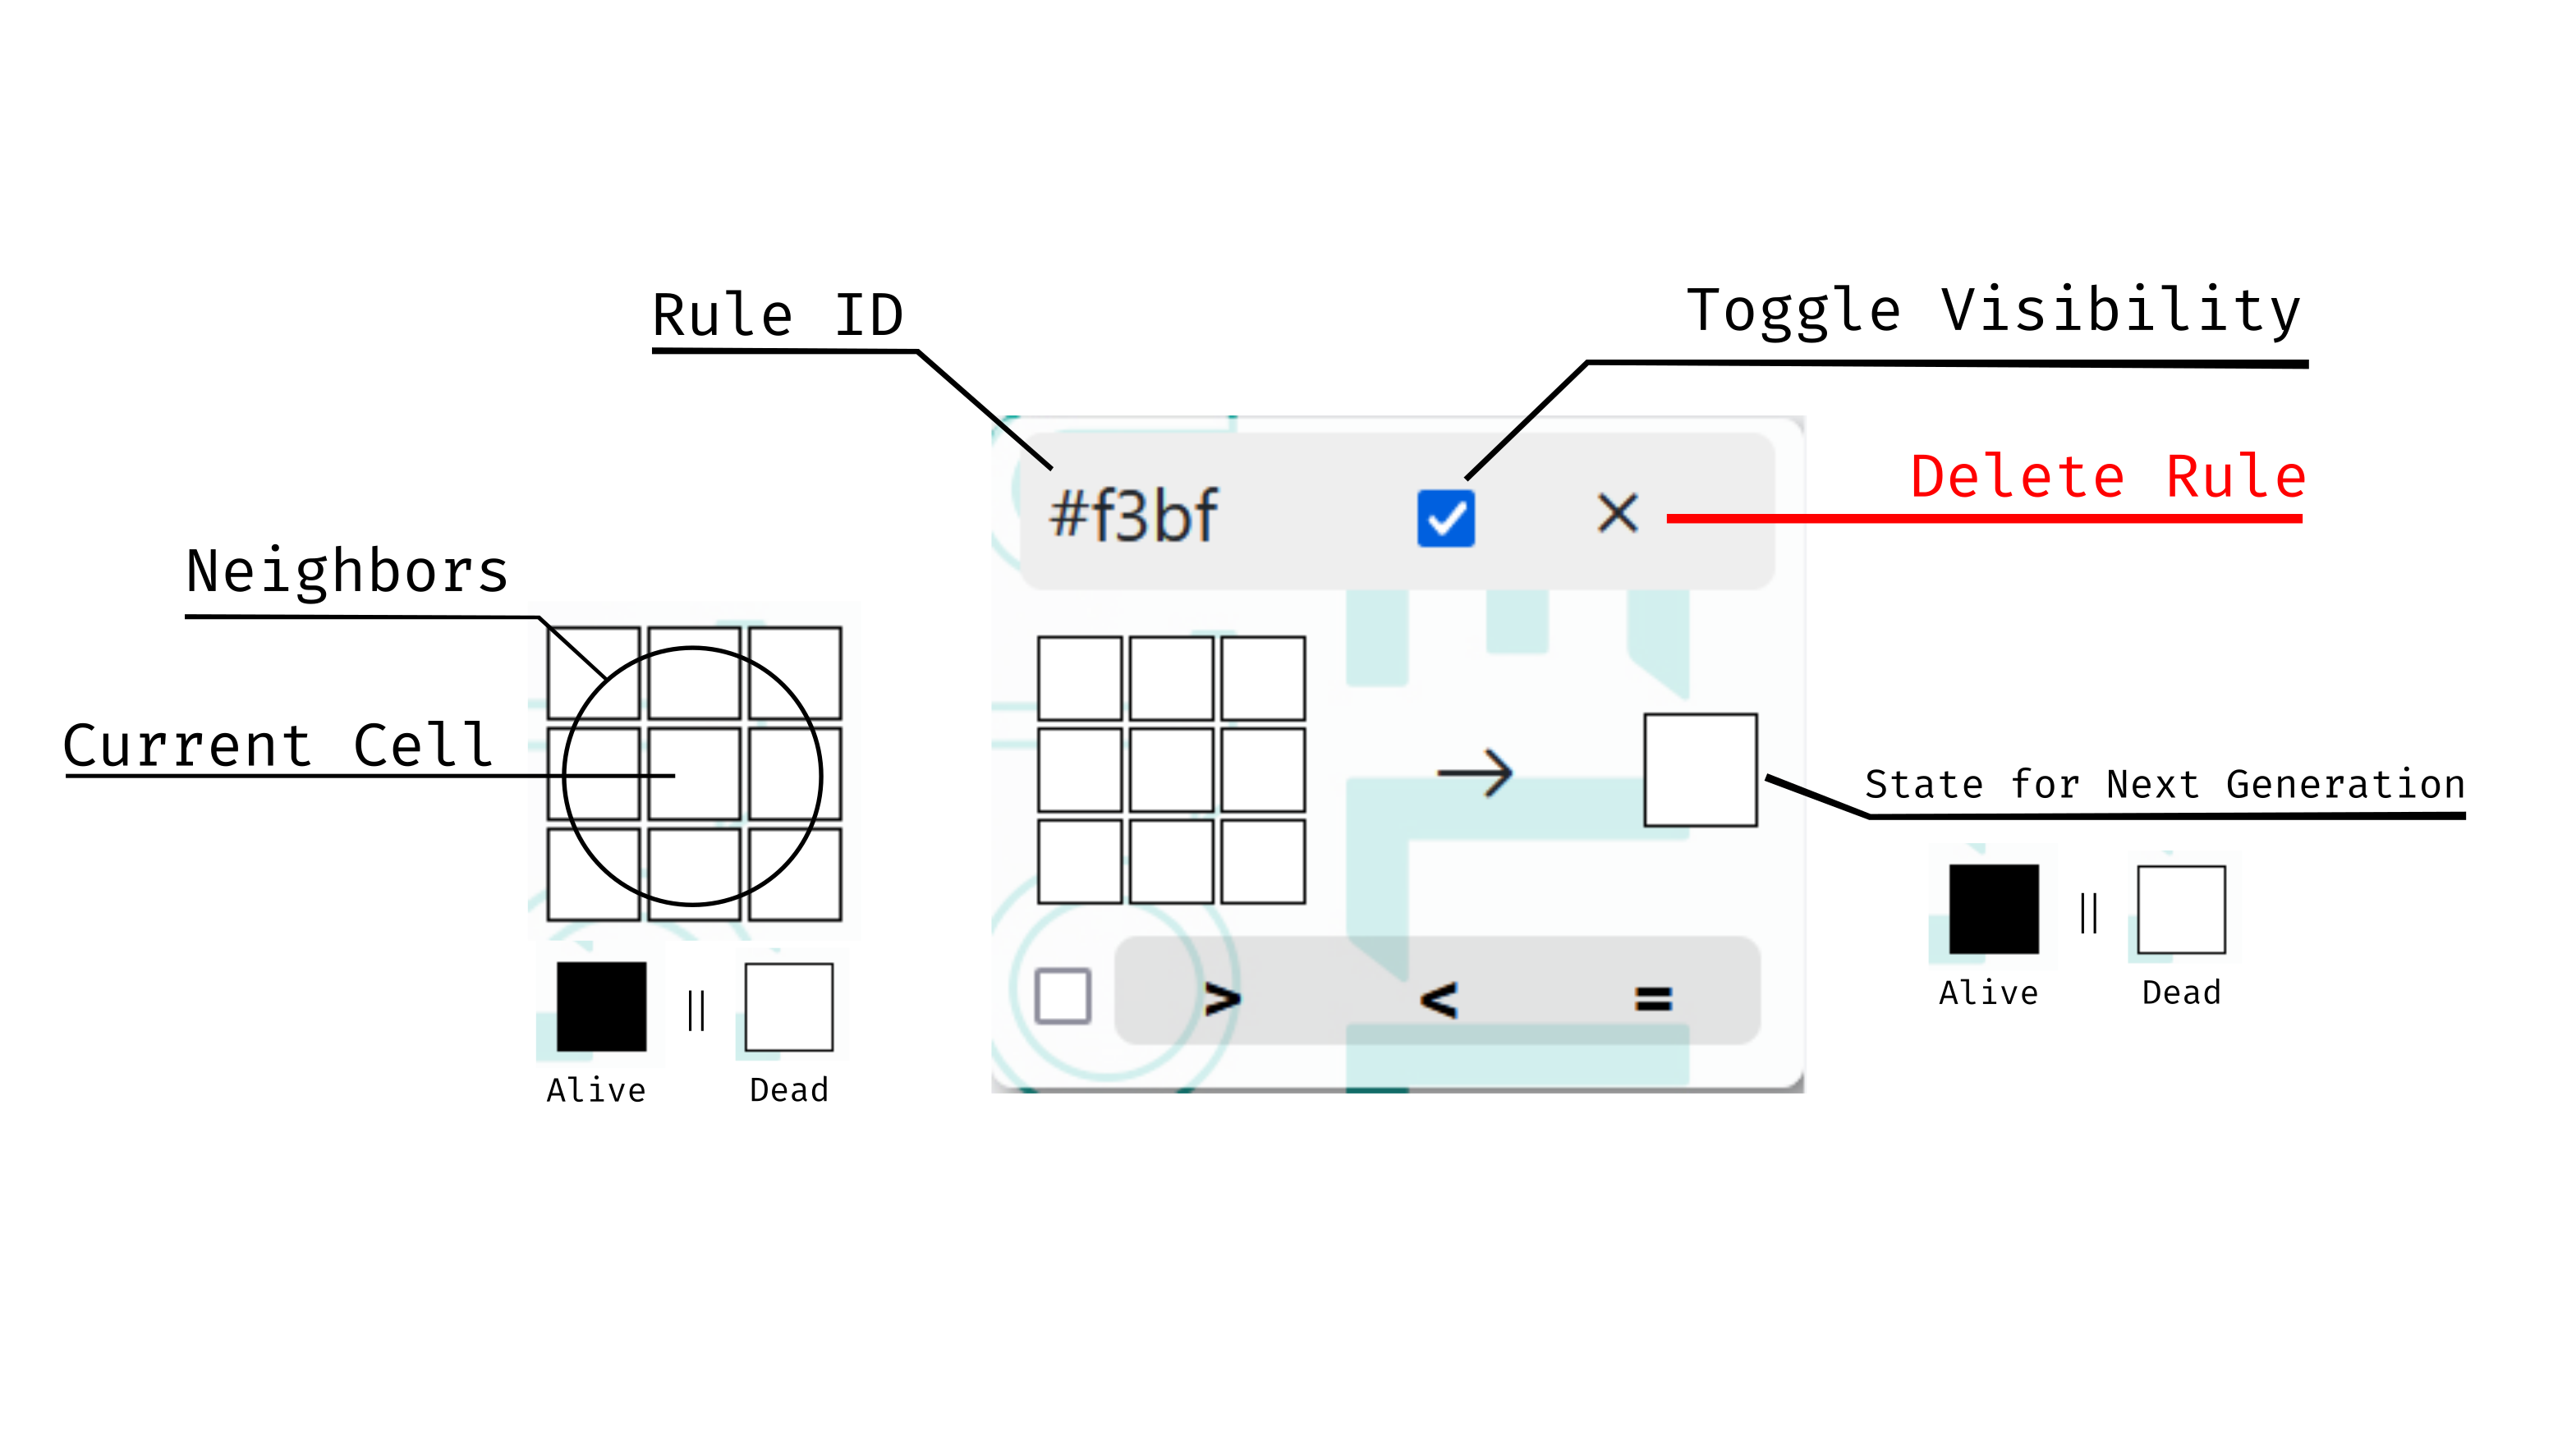 Rule ID
Toggle Visibility
Delete Rule
#f3bf
×
Neighbors
Current Cell
→
State for Next Generation
Alive || Dead
> < =
Alive || Dead